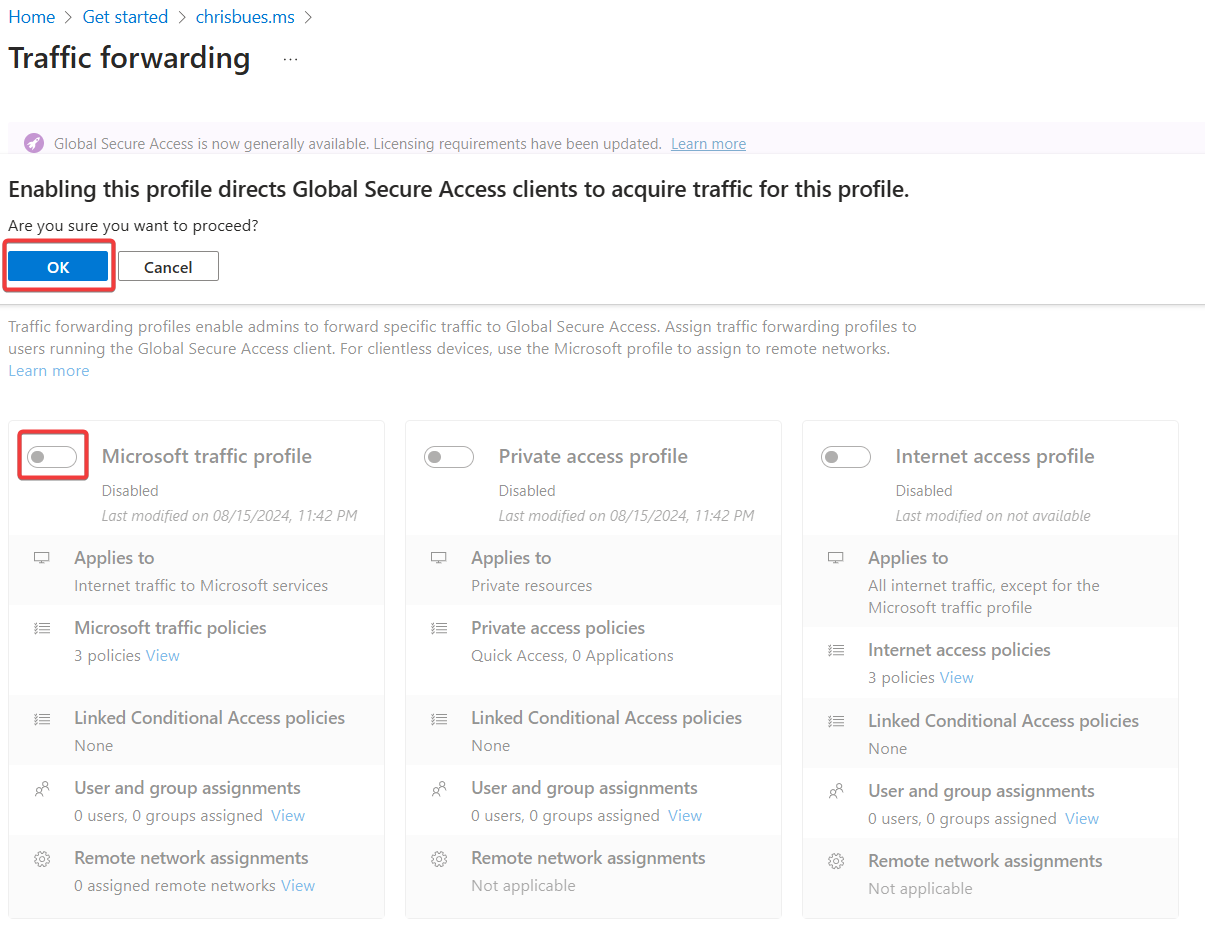 Home > Get started > chrisbues.ms >
Traffic forwarding ...
Global Secure Access is now generally available. Licensing requirements have been updated. Learn more
Enabling this profile directs Global Secure Access clients to acquire traffic for this profile.
Are you sure you want to proceed?
OK Cancel
Traffic forwarding profiles enable admins to forward specific traffic to Global Secure Access. Assign traffic forwarding profiles to
users running the Global Secure Access client. For clientless devices, use the Microsoft profile to assign to remote networks.
Learn more
Microsoft traffic profile
Disabled
Last modified on 08/15/2024, 11:42 PM
Applies to
Internet traffic to Microsoft services
Microsoft traffic policies
3 policies View
Linked Conditional Access policies
None
User and group assignments
0 users, 0 groups assigned View
Remote network assignments
0 assigned remote networks View
Private access profile
Disabled
Last modified on 08/15/2024, 11:42 PM
Applies to
Private resources
Private access policies
Quick Access, 0 Applications
Linked Conditional Access policies
None
User and group assignments
0 users, 0 groups assigned View
Remote network assignments
Not applicable
Internet access profile
Disabled
Last modified on not available
Applies to
All internet traffic, except for the
Microsoft traffic profile
Internet access policies
3 policies View
Linked Conditional Access policies
None
User and group assignments
0 users, 0 groups assigned View
Remote network assignments
Not applicable